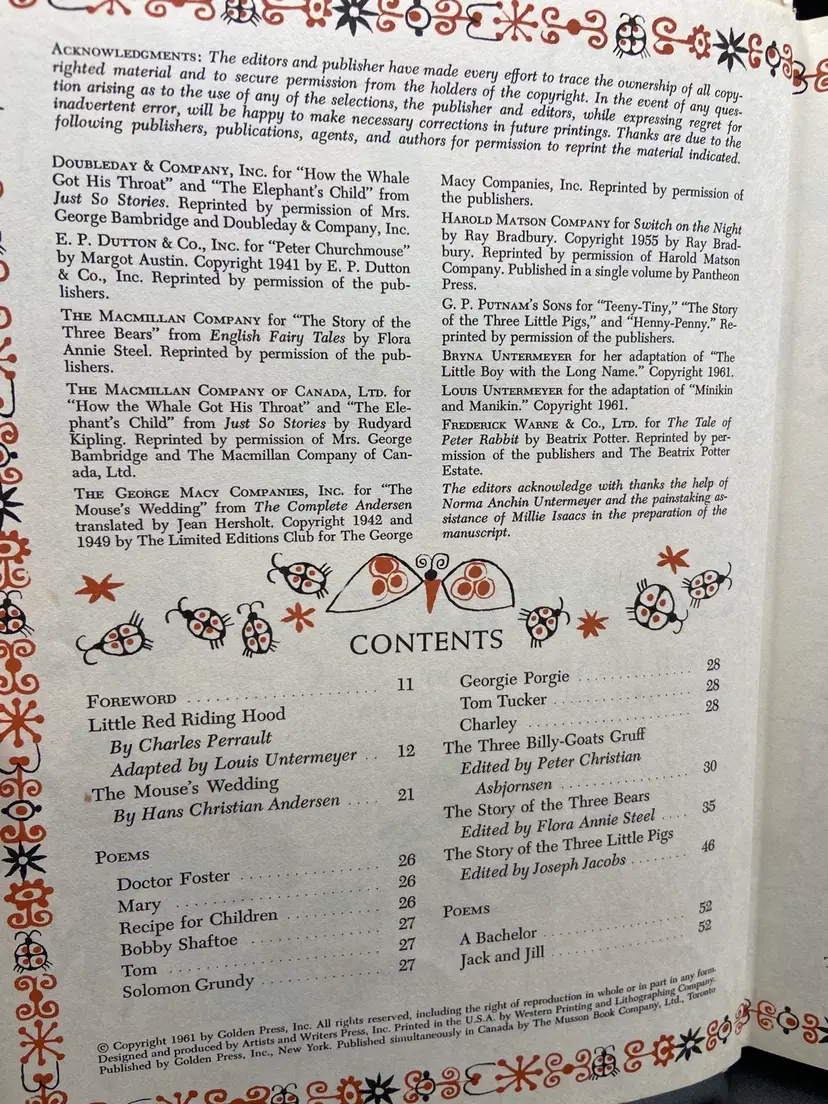 ACKNOWLEDGMENTS: The editors and publisher have made every effort to trace the ownership of all copy-
righted material and to secure permission from the holders of the copyright. In the event of any ques-
tion arising as to the use of any of the selections, the publisher and editors, while expressing regret for
inadvertent error, will be happy to make necessary corrections in future printings. Thanks are due to the
following publishers, publications, agents, and authors for permission to reprint the material indicated.
DOUBLEDAY & COMPANY, INC. for “How the Whale
Got His Throat” and “The Elephant’s Child” from
Just So Stories. Reprinted by permission of Mrs.
George Bambridge and Doubleday & Company, Inc.
E. P. DUTTON & CO., INC. for “Peter Churchmouse”
by Margot Austin. Copyright 1941 by E. P. Dutton
& Co., Inc. Reprinted by permission of the pub-
lishers.
THE MACMILLAN COMPANY for “The Story of the
Three Bears” from English Fairy Tales by Flora
Annie Steel. Reprinted by permission of the pub-
lishers.
THE MACMILLAN COMPANY OF CANADA, LTD. for
“How the Whale Got His Throat” and “The Ele-
phant’s Child” from Just So Stories by Rudyard
Kipling. Reprinted by permission of Mrs. George
Bambridge and The Macmillan Company of Can-
ada, Ltd.
THE GEORGE MACY COMPANIES, INC. for “The
Mouse’s Wedding” from The Complete Andersen
translated by Jean Hersholt. Copyright 1942 and
1949 by The Limited Editions Club for The George
Macy Companies, Inc. Reprinted by permission of
the publishers.
HAROLD MATSON COMPANY for Switch on the Night
by Ray Bradbury. Copyright 1955 by Ray Brad-
bury. Reprinted by permission of Harold Matson
Company. Published in a single volume by Pantheon
Press.
G. P. PUTNAM’S SONS for “Teeny-Tiny,” “The Story
of the Three Little Pigs,” and “Henny-Penny.” Re-
printed by permission of the publishers.
BRYNA UNTERMEYER for her adaptation of “The
Little Boy with the Long Name.” Copyright 1961.
LOUIS UNTERMEYER for the adaptation of “Minikin
and Manikin.” Copyright 1961.
FREDERICK WARNE & CO., LTD. for The Tale of
Peter Rabbit by Beatrix Potter. Reprinted by per-
mission of the publishers and The Beatrix Potter
Estate.
The editors acknowledge with thanks the help of
Norma Anchin Untermeyer and the painstaking as-
sistance of Millie Isaacs in the preparation of the
manuscript.
CONTENTS
FOREWORD . . . . . . . . . . . . . . . . . 11
Little Red Riding Hood
By Charles Perrault
Adapted by Louis Untermeyer . . 12
The Mouse’s Wedding
By Hans Christian Andersen . . . . 21
POEMS
Doctor Foster . . . . . . . . . . . . . . 26
Mary . . . . . . . . . . . . . . . . . . 26
Recipe for Children . . . . . . . . . . 26
Bobby Shaftoe . . . . . . . . . . . . . 27
Tom . . . . . . . . . . . . . . . . . . 27
Solomon Grundy . . . . . . . . . . . . 27
Georgie Porgie . . . . . . . . . . . . 28
Tom Tucker . . . . . . . . . . . . . . 28
Charley . . . . . . . . . . . . . . . . 28
The Three Billy-Goats Gruff
Edited by Peter Christian
Asbjornsen . . . . . . . . . . . . . . 30
The Story of the Three Bears
Edited by Flora Annie Steel . . . . 35
The Story of the Three Little Pigs
Edited by Joseph Jacobs . . . . . . . 46
POEMS
A Bachelor . . . . . . . . . . . . . . . 52
Jack and Jill . . . . . . . . . . . . . . 52
© Copyright 1961 by Golden Press, Inc. All rights reserved, including the right of reproduction in whole or in part in any form.
Designed and produced by Artists and Writers Press, Inc. Printed in the U.S.A. by Western Printing and Lithographing Company.
Published by Golden Press, Inc., New York. Published simultaneously in Canada by The Musson Book Company, Ltd., Toronto